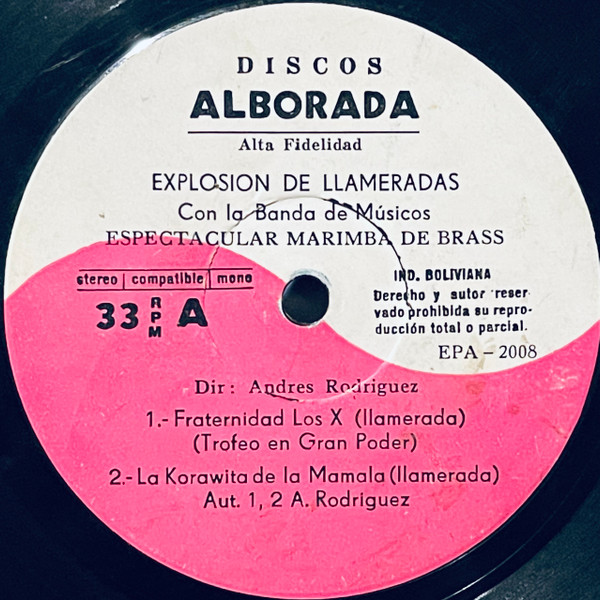 DISCOS
ALBORADA
Alta Fidelidad
EXPLOSION DE LLAMERADAS
Con la Banda de Músicos
ESPECTACULAR MARIMBA DE BRASS
stereo | compatible | mono
33 RPM A
IND. BOLIVIANA
Derecho y autor reser-
vado prohibida su repro-
ducción total o parcial.
EPA - 2008
Dir: Andres Rodriguez
1.- Fraternidad Los X (llamerada)
(Trofeo en Gran Poder)
2.- La Korawita de la Mamala (llamerada)
Aut. 1, 2 A. Rodriguez